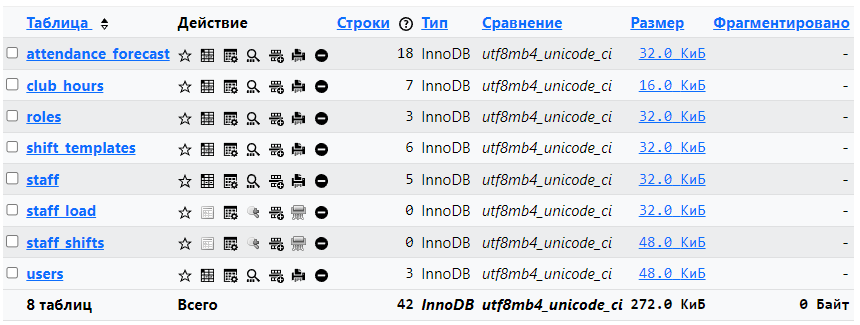 Таблица Действие Строки Тип Сравнение Размер Фрагментировано
attendance_forecast 18 InnoDB utf8mb4_unicode_ci 32.0 КиБ -
club_hours 7 InnoDB utf8mb4_unicode_ci 16.0 КиБ -
roles 3 InnoDB utf8mb4_unicode_ci 32.0 КиБ -
shift_templates 6 InnoDB utf8mb4_unicode_ci 32.0 КиБ -
staff 5 InnoDB utf8mb4_unicode_ci 32.0 КиБ -
staff_load 0 InnoDB utf8mb4_unicode_ci 32.0 КиБ -
staff_shifts 0 InnoDB utf8mb4_unicode_ci 48.0 КиБ -
users 3 InnoDB utf8mb4_unicode_ci 48.0 КиБ -
8 таблиц Всего 42 InnoDB utf8mb4_unicode_ci 272.0 КиБ 0 Байт